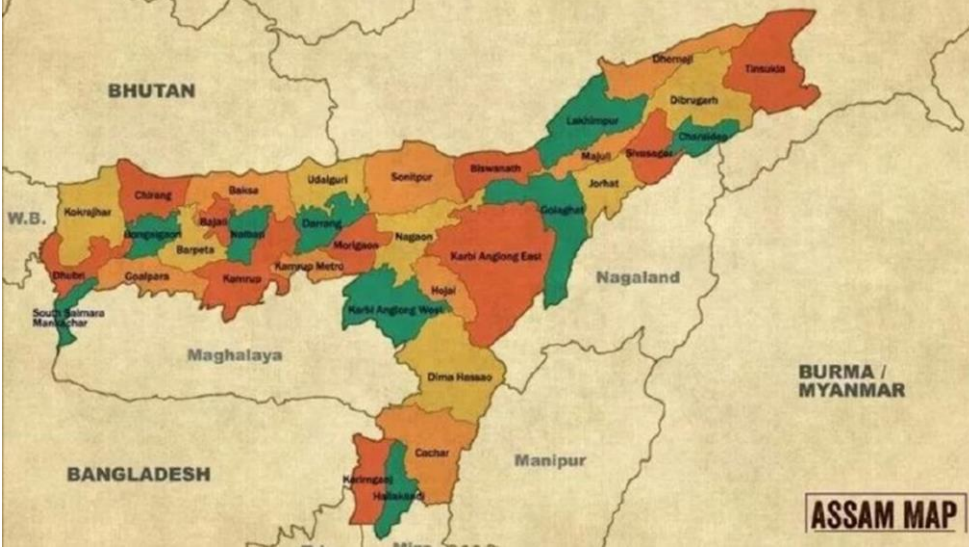 BHUTAN
W.B.
Dhemaji
Tinsukia
Dibrugarh
Lakhimpur
Charaideo
Majuli
Sivasagar
Jorhat
Biswanath
Sonitpur
Udalguri
Baksa
Chirang
Kokrajhar
Bongaigaon
Bajali
Nalbari
Darrang
Golaghat
Barpeta
Morigaon
Nagaon
Karbi Anglong East
Dhubri
Goalpara
Kamrup
Kamrup Metro
Hojai
Nagaland
South Salmara
Mankachar
Karbi Anglong West
Maghalaya
Dima Hassao
BURMA /
MYANMAR
Cachar
Manipur
BANGLADESH
Karimganj
Hailakandi
ASSAM MAP